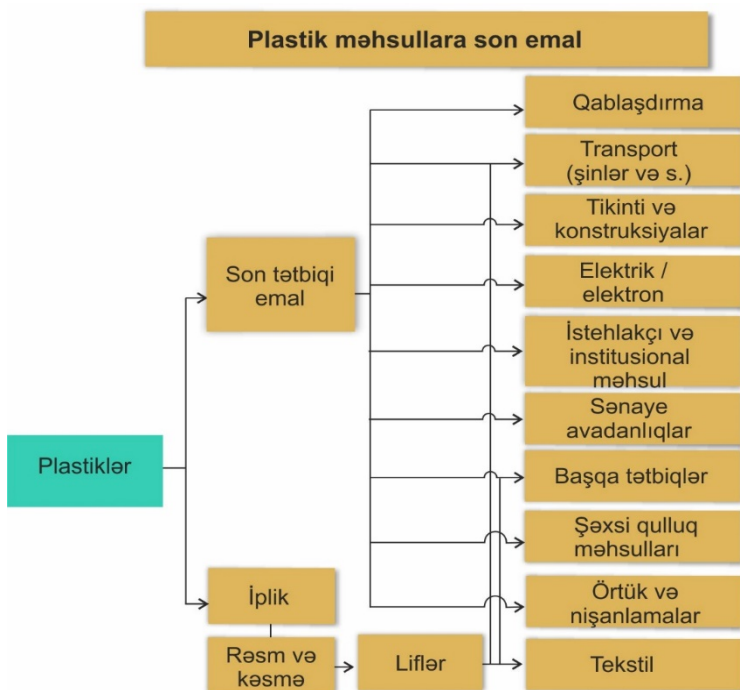 Plastik məhsullara son emal
Qablaşdırma
Transport
(şinlər və s.)
Tikinti və
konstruksiyalar
Son tətbiqi
emal
Elektrik /
elektron
İstehlakçı və
institusional
məhsul
Sənaye
avadanlıqlar
Plastiklər
Başqa tətbiqlər
Şəxsi qulluq
məhsulları
İplik
Örtük və
nişanlamalar
Rəsm və
kəsmə
Liflər
Tekstil